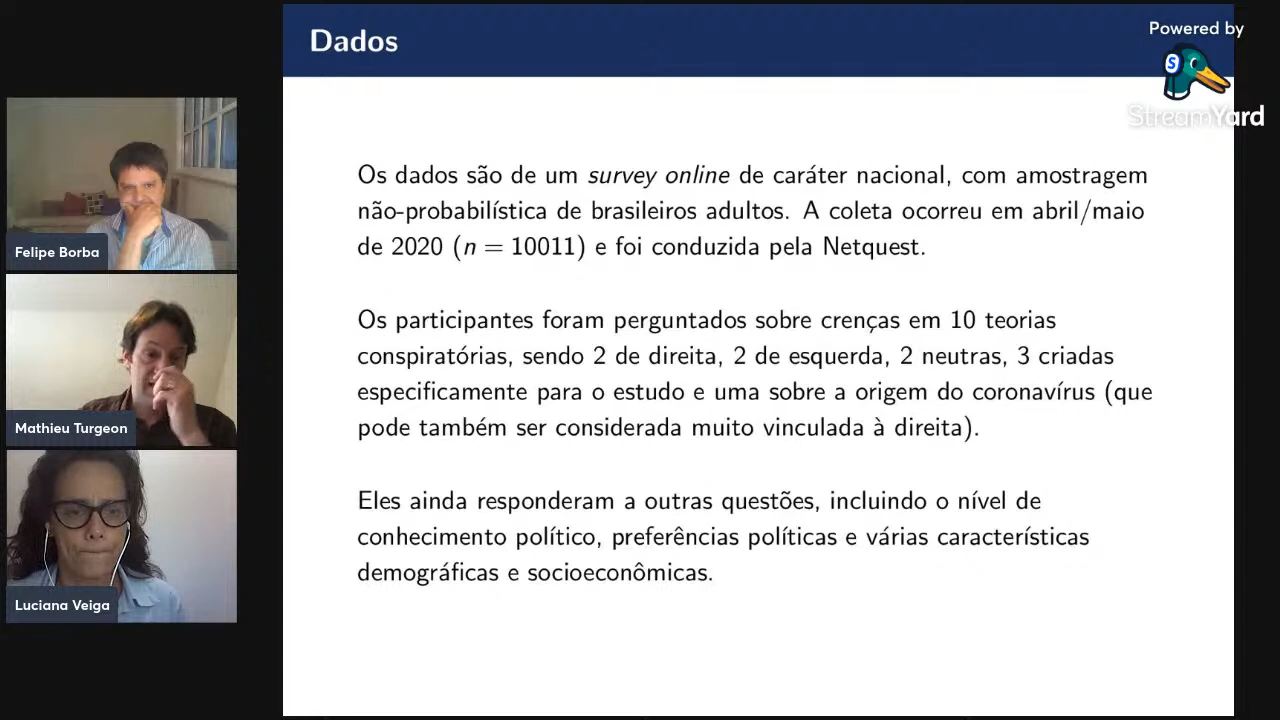 Dados
Powered by
S
StreamYard
Os dados são de um survey online de caráter nacional, com amostragem
não-probabilística de brasileiros adultos. A coleta ocorreu em abril/maio
de 2020 (n = 10011) e foi conduzida pela Netquest.
Os participantes foram perguntados sobre crenças em 10 teorias
conspiratórias, sendo 2 de direita, 2 de esquerda, 2 neutras, 3 criadas
especificamente para o estudo e uma sobre a origem do coronavírus (que
pode também ser considerada muito vinculada à direita).
Eles ainda responderam a outras questões, incluindo o nível de
conhecimento político, preferências políticas e várias características
demográficas e socioeconômicas.
Felipe Borba
Mathieu Turgeon
Luciana Veiga